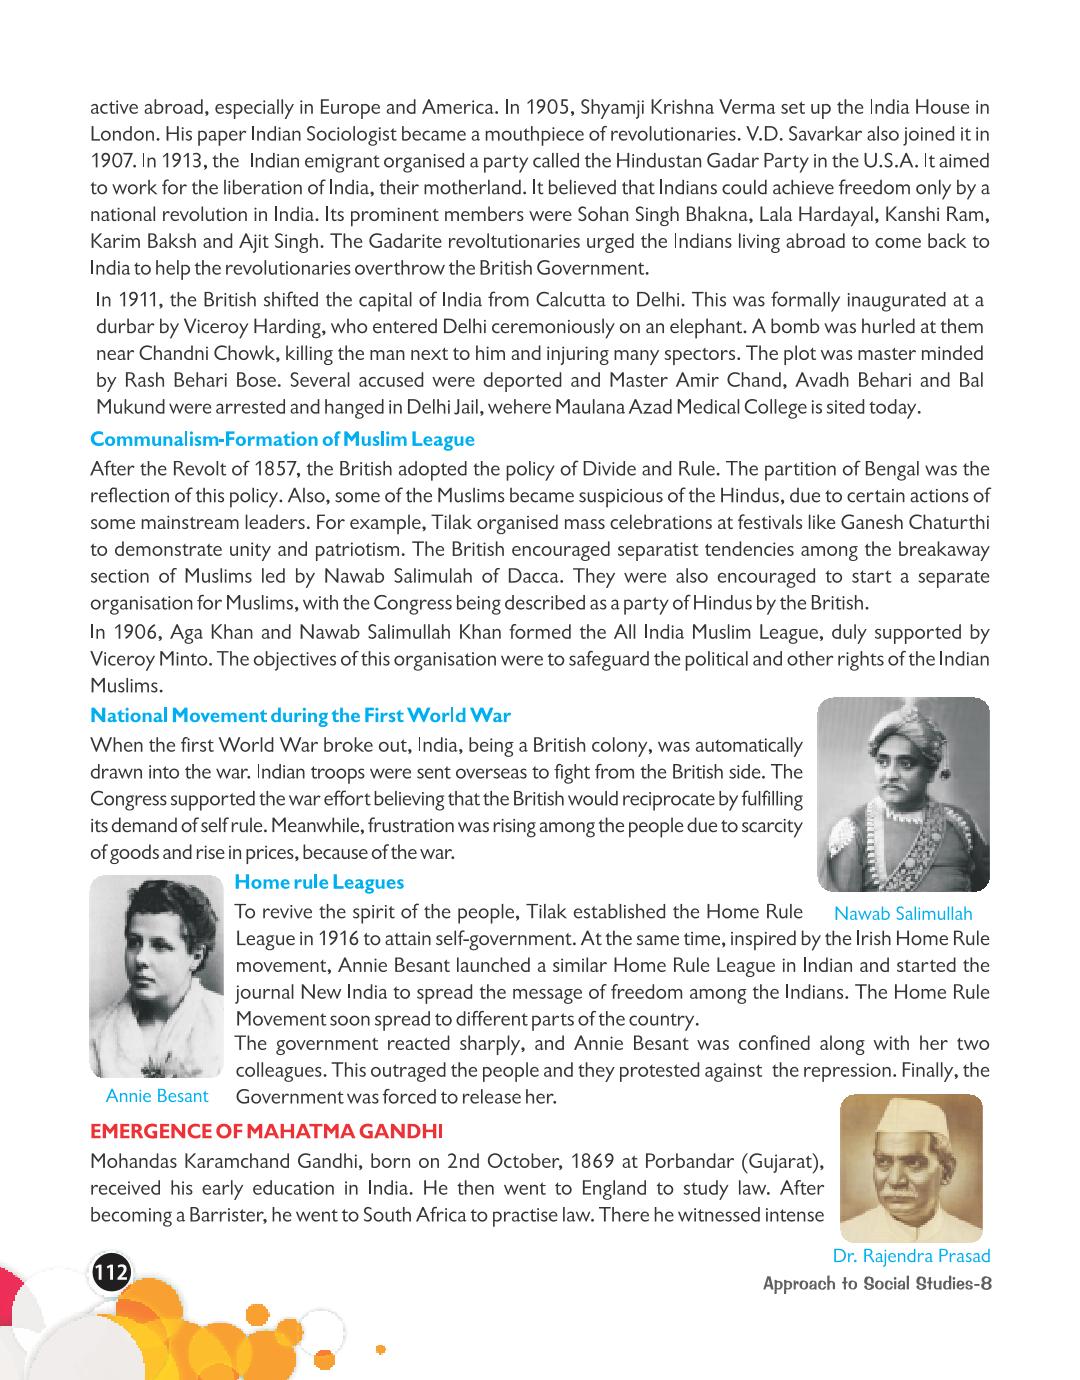 active abroad, especially in Europe and America. In 1905, Shyamji Krishna Verma set up the India House in
London. His paper Indian Sociologist became a mouthpiece of revolutionaries. V.D. Savarkar also joined it in
1907. In 1913, the Indian emigrant organised a party called the Hindustan Gadar Party in the U.S.A. It aimed
to work for the liberation of India, their motherland. It believed that Indians could achieve freedom only by a
national revolution in India. Its prominent members were Sohan Singh Bhakna, Lala Hardayal, Kanshi Ram,
Karim Baksh and Ajit Singh. The Gadarite revoltutionaries urged the Indians living abroad to come back to
India to help the revolutionaries overthrow the British Government.
In 1911, the British shifted the capital of India from Calcutta to Delhi. This was formally inaugurated at a
durbar by Viceroy Harding, who entered Delhi ceremoniously on an elephant. A bomb was hurled at them
near Chandni Chowk, killing the man next to him and injuring many spectors. The plot was master minded
by Rash Behari Bose. Several accused were deported and Master Amir Chand, Avadh Behari and Bal
Mukund were arrested and hanged in Delhi Jail, wehere Maulana Azad Medical College is sited today.
Communalism-Formation of Muslim League
After the Revolt of 1857, the British adopted the policy of Divide and Rule. The partition of Bengal was the
reflection of this policy. Also, some of the Muslims became suspicious of the Hindus, due to certain actions of
some mainstream leaders. For example, Tilak organised mass celebrations at festivals like Ganesh Chaturthi
to demonstrate unity and patriotism. The British encouraged separatist tendencies among the breakaway
section of Muslims led by Nawab Salimulah of Dacca. They were also encouraged to start a separate
organisation for Muslims, with the Congress being described as a party of Hindus by the British.
In 1906, Aga Khan and Nawab Salimullah Khan formed the All India Muslim League, duly supported by
Viceroy Minto. The objectives of this organisation were to safeguard the political and other rights of the Indian
Muslims.
National Movement during the First World War
When the first World War broke out, India, being a British colony, was automatically
drawn into the war. Indian troops were sent overseas to fight from the British side. The
Congress supported the war effort believing that the British would reciprocate by fulfilling
its demand of self rule. Meanwhile, frustration was rising among the people due to scarcity
of goods and rise in prices, because of the war.
Nawab Salimullah
Home rule Leagues
To revive the spirit of the people, Tilak established the Home Rule
League in 1916 to attain self-government. At the same time, inspired by the Irish Home Rule
movement, Annie Besant launched a similar Home Rule League in Indian and started the
journal New India to spread the message of freedom among the Indians. The Home Rule
Movement soon spread to different parts of the country.
The government reacted sharply, and Annie Besant was confined along with her two
colleagues. This outraged the people and they protested against the repression. Finally, the
Government was forced to release her.
Annie Besant
EMERGENCE OF MAHATMA GANDHI
Mohandas Karamchand Gandhi, born on 2nd October, 1869 at Porbandar (Gujarat),
received his early education in India. He then went to England to study law. After
becoming a Barrister, he went to South Africa to practise law. There he witnessed intense
Dr. Rajendra Prasad
112
Approach to Social Studies-8